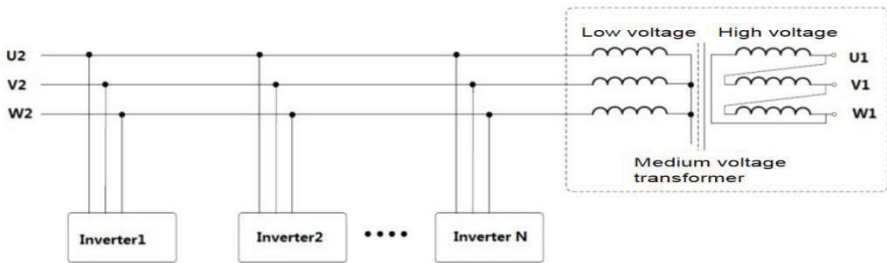 Low voltage High voltage
U2 U1
V2 V1
W2 W1
Medium voltage
transformer
Inverter1 Inverter2 Inverter N